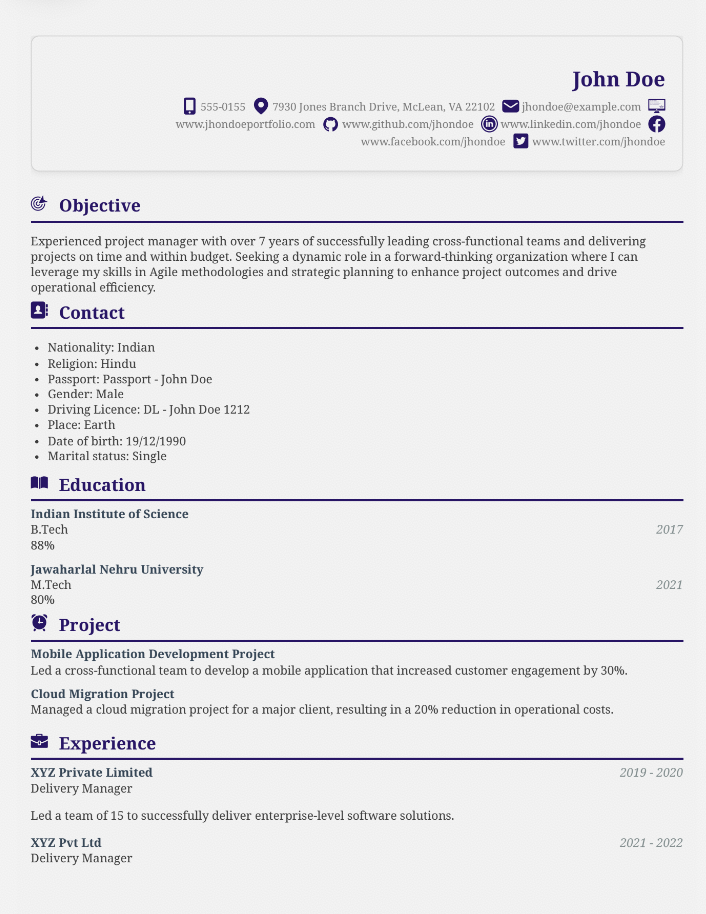 John Doe
555-0155 7930 Jones Branch Drive, McLean, VA 22102 jhondoe@example.com
www.jhondoeportfolio.com www.github.com/jhondoe www.linkedin.com/jhondoe
www.facebook.com/jhondoe www.twitter.com/jhondoe
Objective
Experienced project manager with over 7 years of successfully leading cross-functional teams and delivering
projects on time and within budget. Seeking a dynamic role in a forward-thinking organization where I can
leverage my skills in Agile methodologies and strategic planning to enhance project outcomes and drive
operational efficiency.
Contact
• Nationality: Indian
• Religion: Hindu
• Passport: Passport - John Doe
• Gender: Male
• Driving Licence: DL - John Doe 1212
• Place: Earth
• Date of birth: 19/12/1990
• Marital status: Single
Education
Indian Institute of Science
B.Tech 2017
88%
Jawaharlal Nehru University
M.Tech 2021
80%
Project
Mobile Application Development Project
Led a cross-functional team to develop a mobile application that increased customer engagement by 30%.
Cloud Migration Project
Managed a cloud migration project for a major client, resulting in a 20% reduction in operational costs.
Experience
XYZ Private Limited 2019 - 2020
Delivery Manager
Led a team of 15 to successfully deliver enterprise-level software solutions.
XYZ Pvt Ltd 2021 - 2022
Delivery Manager